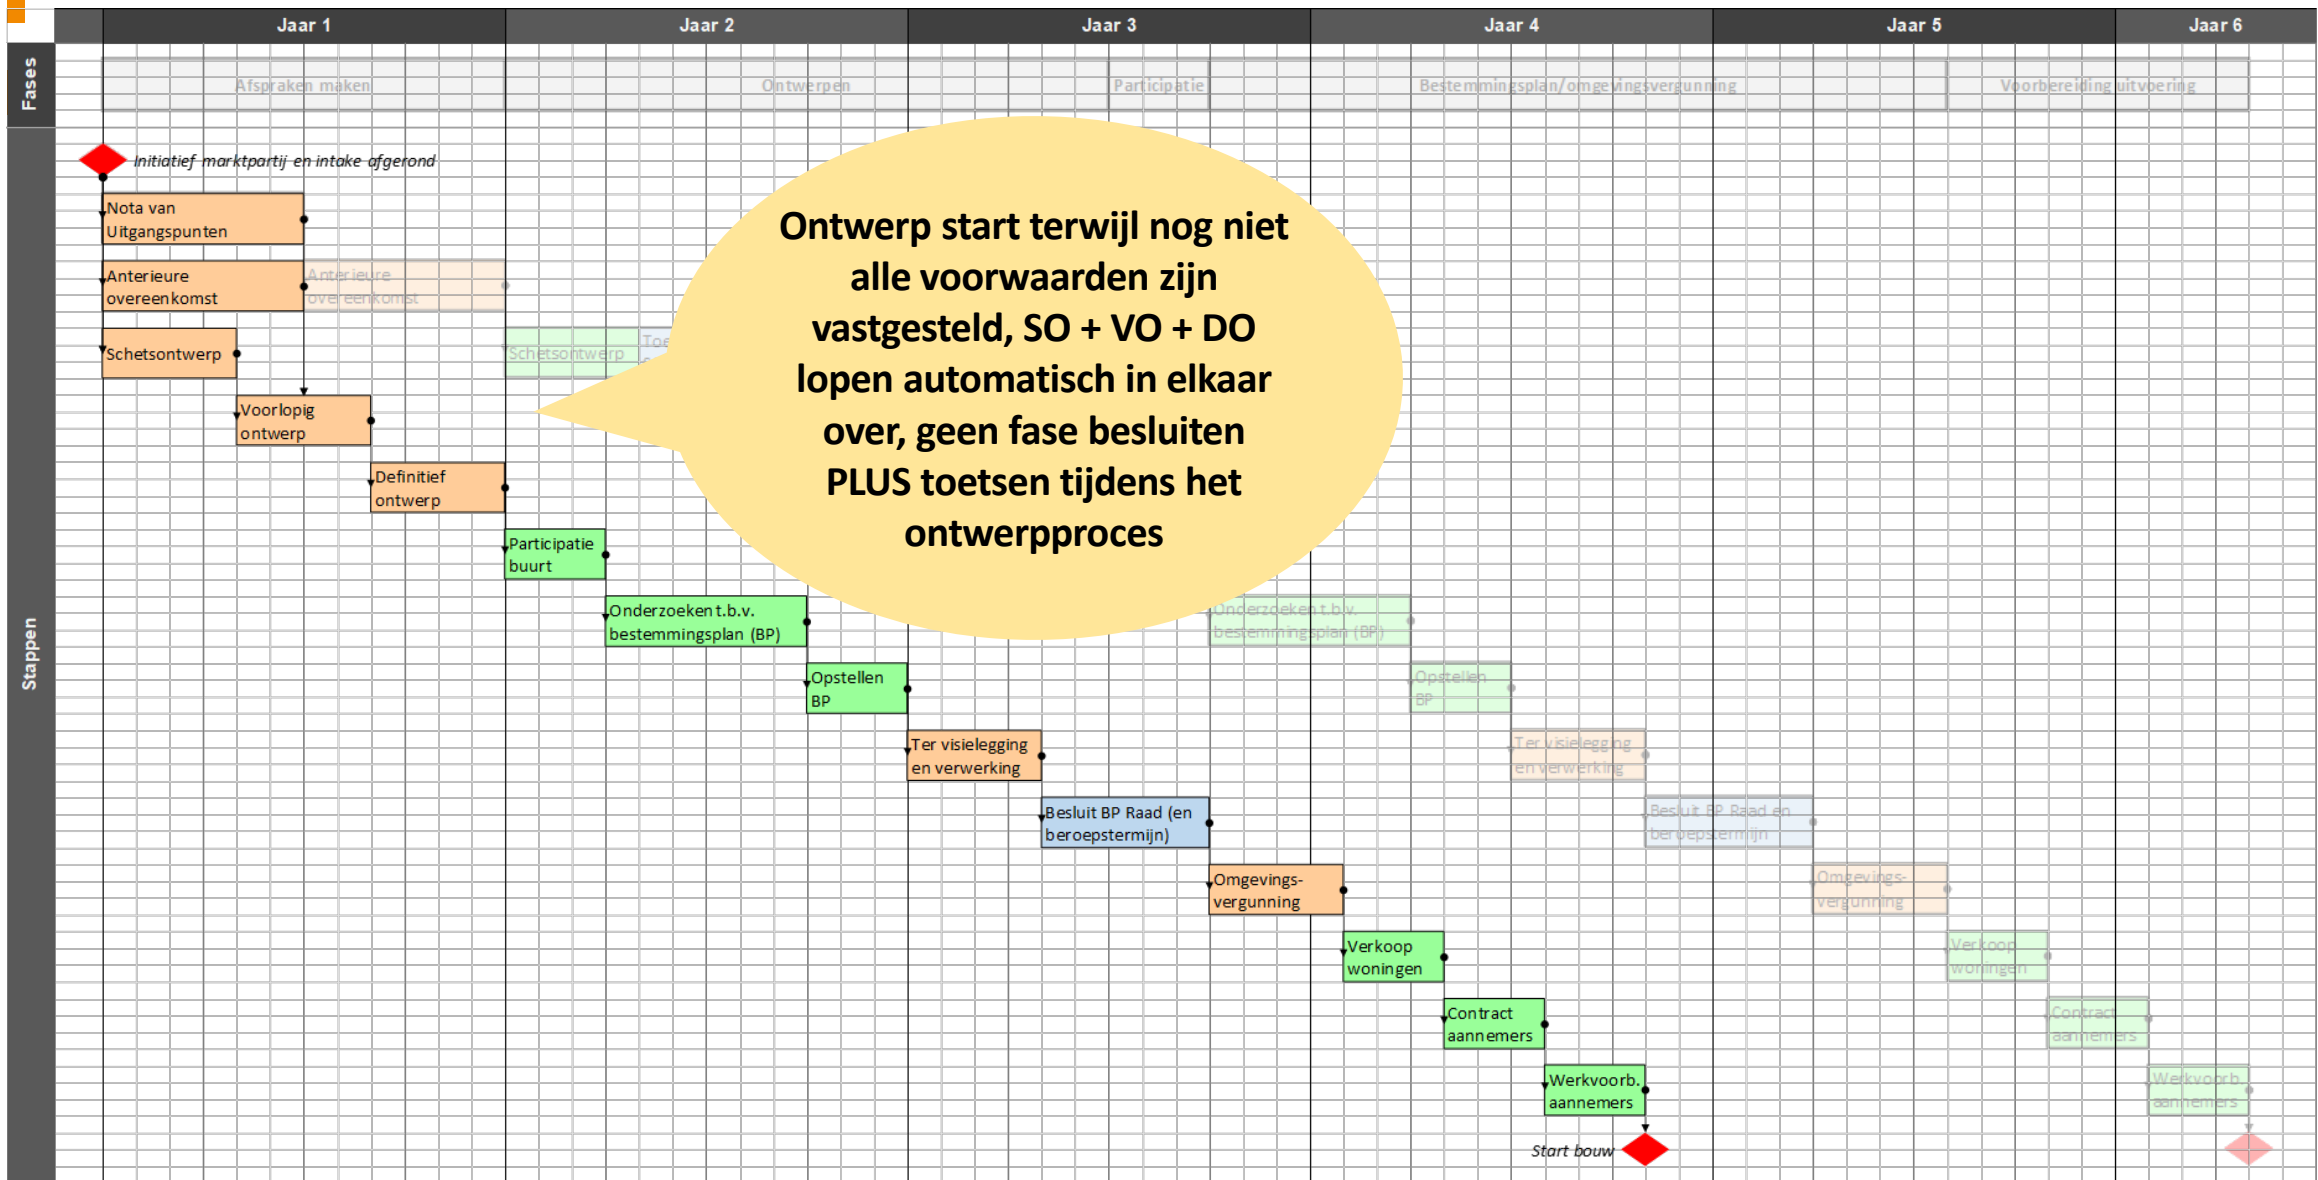 Jaar 1
Jaar 2
Jaar 3
Jaar 4
Jaar 5
Jaar 6
Fases
Afspraken maken
Ontwerpen
Participatie
Bestemmingsplan/omgevingsvergunning
Voorbereiding uitvoering
Stappen
Initiatief marktpartij en intake afgerond
Nota van
Uitgangspunten
Anterieure
overeenkomst
Anterieure
overeenkomst
Schetsontwerp
Schetsontwerp
Voorlopig
ontwerp
Definitief
ontwerp
Ontwerp start terwijl nog niet
alle voorwaarden zijn
vastgesteld, SO + VO + DO
lopen automatisch in elkaar
over, geen fase besluiten
PLUS toetsen tijdens het
ontwerpproces
Participatie
buurt
Onderzoeken t.b.v.
bestemmingsplan (BP)
Onderzoeken t.b.v.
bestemmingsplan (BP)
Opstellen
BP
Opstellen
BP
Ter visielegging
en verwerking
Ter visielegging
en verwerking
Besluit BP Raad (en
beroepstermijn)
Besluit BP Raad en
beroepstermijn
Omgevings-
vergunning
Omgevings-
vergunning
Verkoop
woningen
Verkoop
woningen
Contract
aannemers
Contract
aannemers
Werkvoorb.
aannemers
Werkvoorb.
aannemers
Start bouw